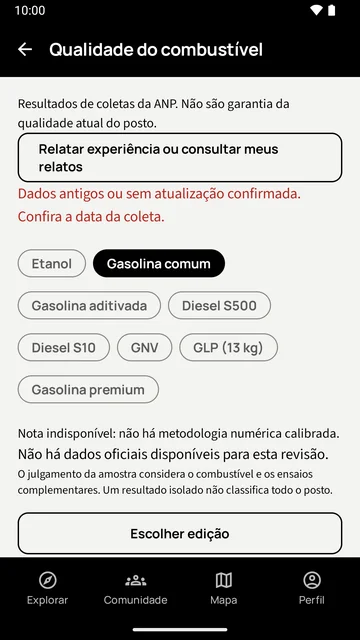 10:00
Qualidade do combustível
Resultados de coletas da ANP. Não são garantia da
qualidade atual do posto.
Relatar experiência ou consultar meus
relatos
Dados antigos ou sem atualização confirmada.
Confira a data da coleta.
Etanol
Gasolina comum
Gasolina aditivada
Diesel S500
Diesel S10
GNV
GLP (13 kg)
Gasolina premium
Nota indisponível: não há metodologia numérica calibrada.
Não há dados oficiais disponíveis para esta revisão.
O julgamento da amostra considera o combustível e os ensaios
complementares. Um resultado isolado não classifica todo o posto.
Escolher edição
Explorar
Comunidade
Mapa
Perfil